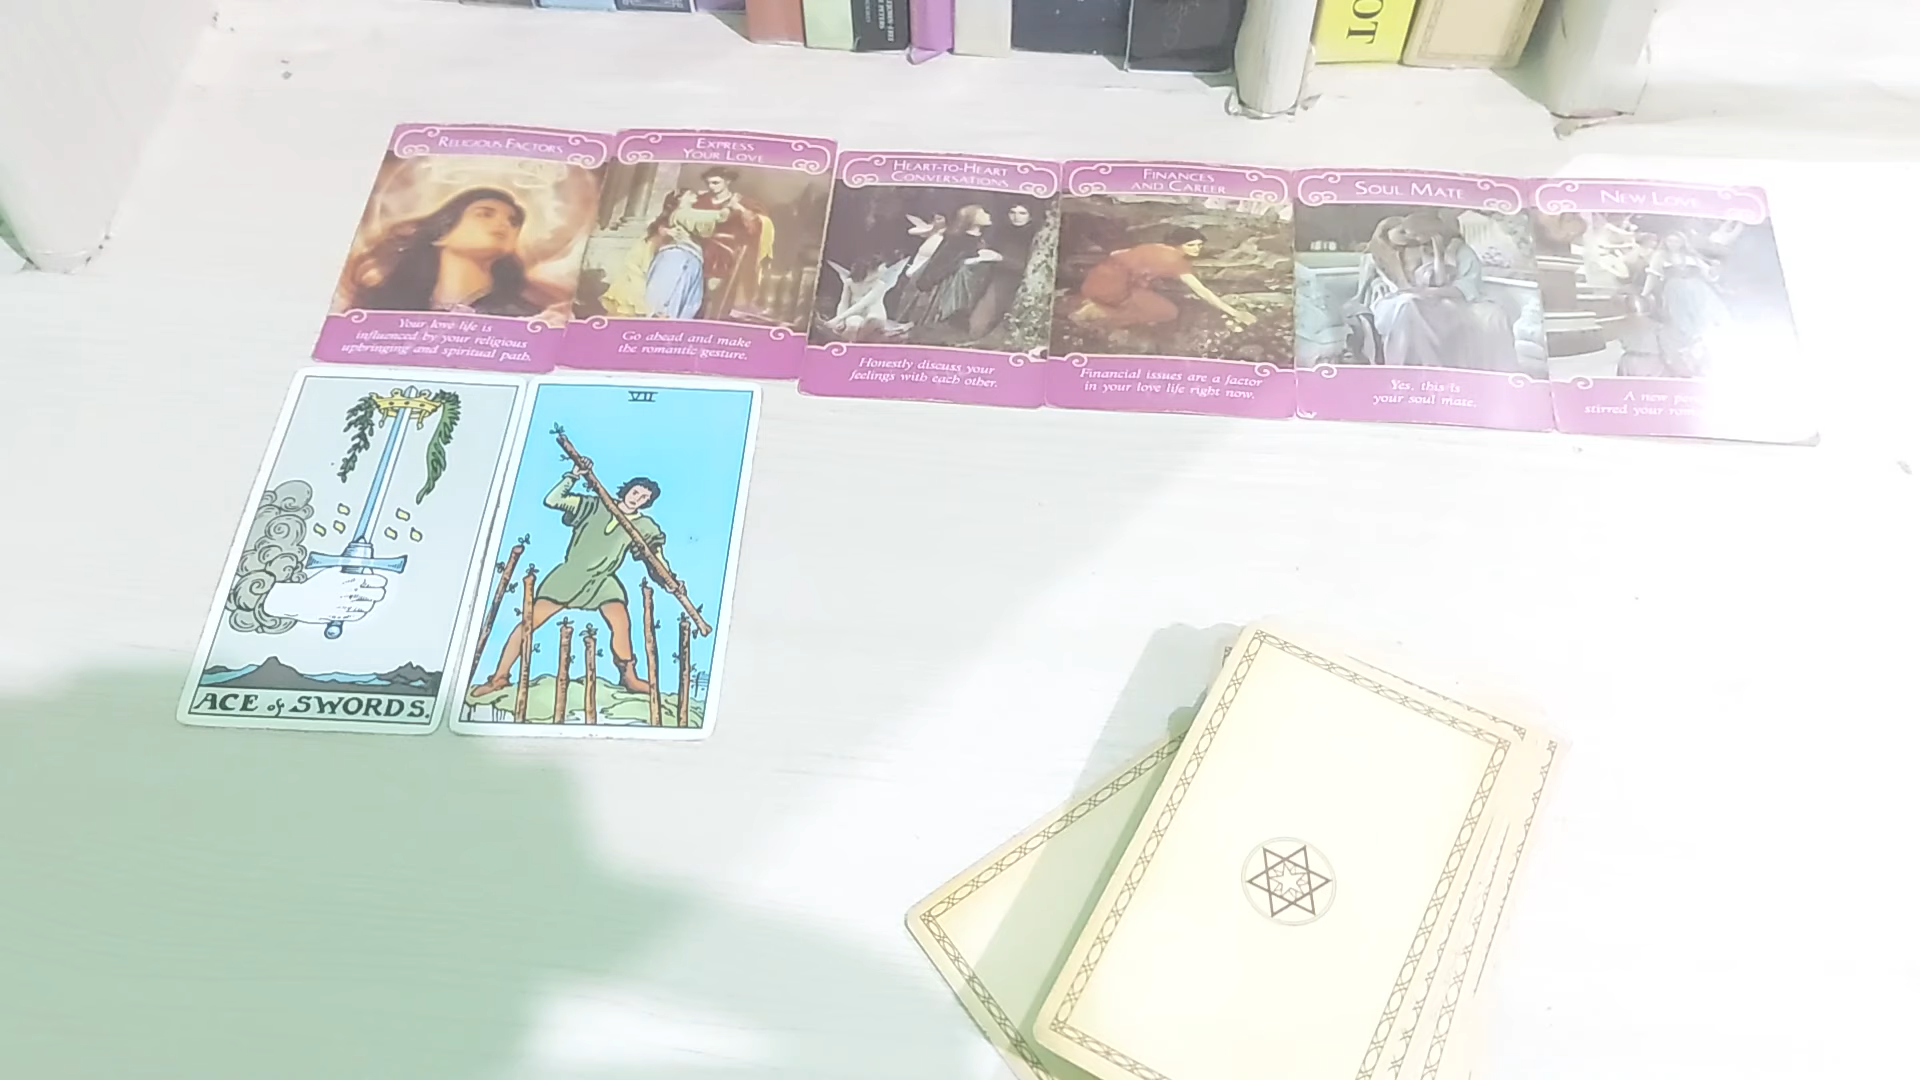 OT
RELIGIOUS FACTORS
Your love life is
influenced by your religious
upbringing and spiritual path.
EXPRESS
YOUR LOVE
Go ahead and make
the romantic gesture.
HEART-TO-HEART
CONVERSATIONS
Honestly discuss your
feelings with each other.
FINANCES
AND CAREER
Financial issues are a factor
in your love life right now.
SOUL MATE
Yes, this is
your soul mate.
NEW LOVE
A new
stirred your
ACE of SWORDS.
VII